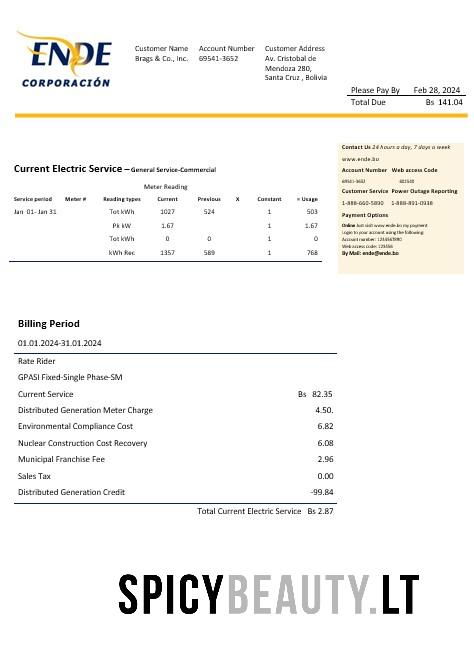 ENDE
CORPORACIÓN
Customer Name Account Number Customer Address
Brags & Co., Inc. 69541-3652 Av. Cristobal de
Mendoza 280,
Santa Cruz , Bolivia
Please Pay By Feb 28, 2024
Total Due Bs 141.04
Contact Us 24 hours a day, 7 days a week
www.ende.bo
Account Number Web access Code
69541-3652 602540
Customer Service Power Outage Reporting
1-888-660-5890 1-888-891-0938
Payment Options
Online Just visit www.ende.bo my payment
Login to your account using the following:
Account number: 1234567890
Web access code: 123456
By Mail: ende@ende.bo
Current Electric Service – General Service-Commercial
Meter Reading
Service period Meter # Reading types Current Previous X Constant = Usage
Jan 01- Jan 31 Tot kWh 1027 524 1 503
Pk kW 1.67 1 1.67
Tot kWh 0 0 1 0
kWh Rec 1357 589 1 768
Billing Period
01.01.2024-31.01.2024
Rate Rider
GPASI Fixed-Single Phase-SM
Current Service Bs 82.35
Distributed Generation Meter Charge 4.50.
Environmental Compliance Cost 6.82
Nuclear Construction Cost Recovery 6.08
Municipal Franchise Fee 2.96
Sales Tax 0.00
Distributed Generation Credit -99.84
Total Current Electric Service Bs 2.87
SPICYBEAUTY.LT